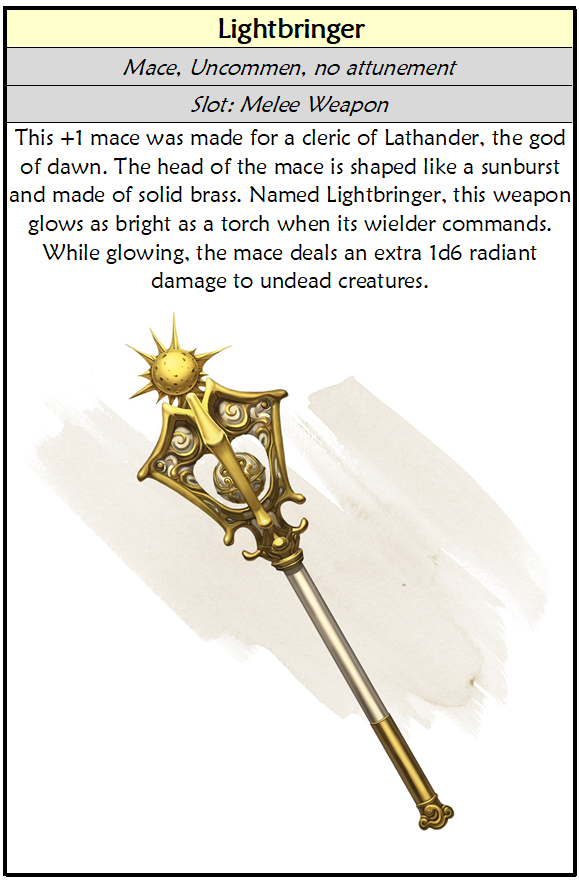 Lightbringer
Mace, Uncommen, no attunement
Slot: Melee Weapon
This +1 mace was made for a cleric of Lathander, the god
of dawn. The head of the mace is shaped like a sunburst
and made of solid brass. Named Lightbringer, this weapon
glows as bright as a torch when its wielder commands.
While glowing, the mace deals an extra 1d6 radiant
damage to undead creatures.